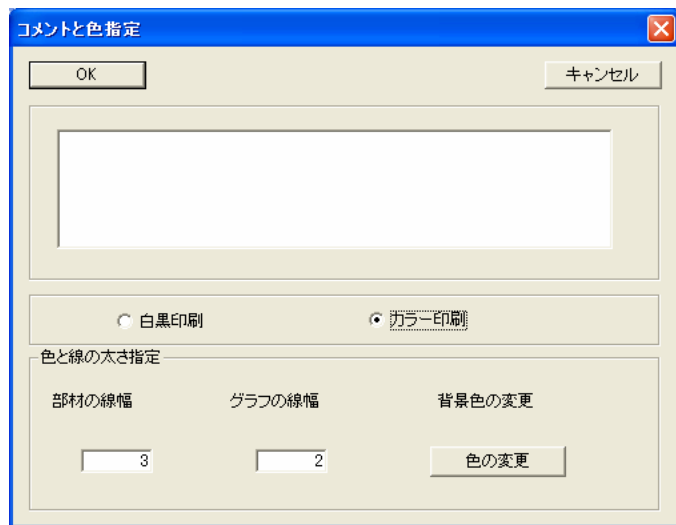 コメントと色指定
OK キャンセル
白黒印刷 カラー印刷
色と線の太さ指定
部材の線幅 グラフの線幅 背景色の変更
3 2 色の変更